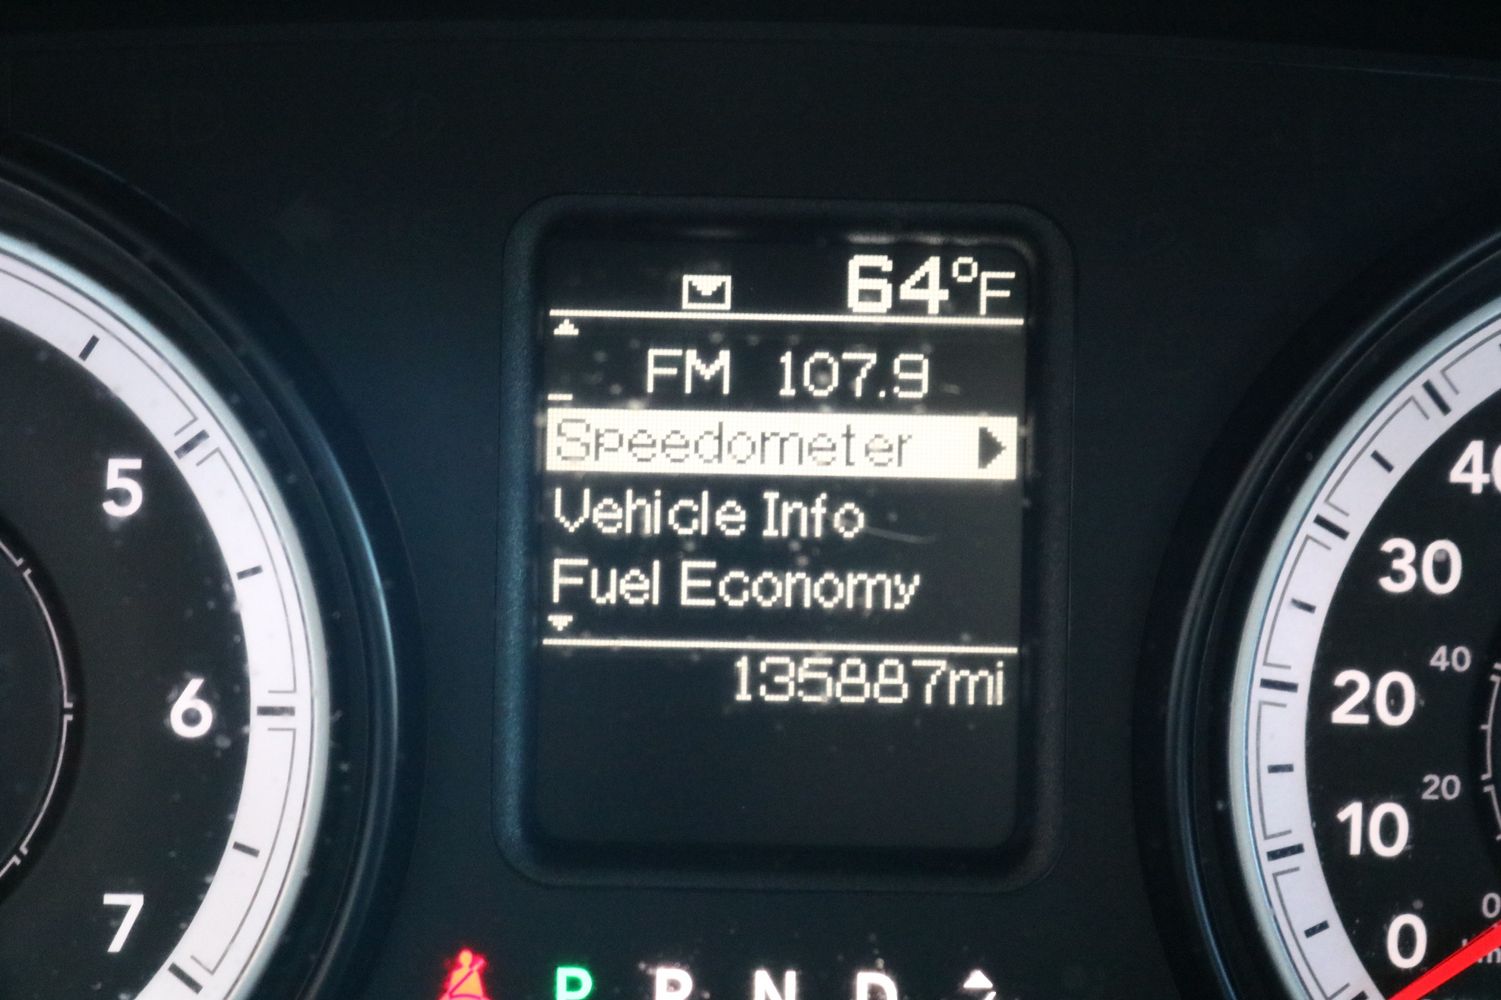 64°F
FM 107.9
Speedometer
Vehicle Info
Fuel Economy
135887mi
5
6
7
40
30
20
10
0
40
20
0
P R N D